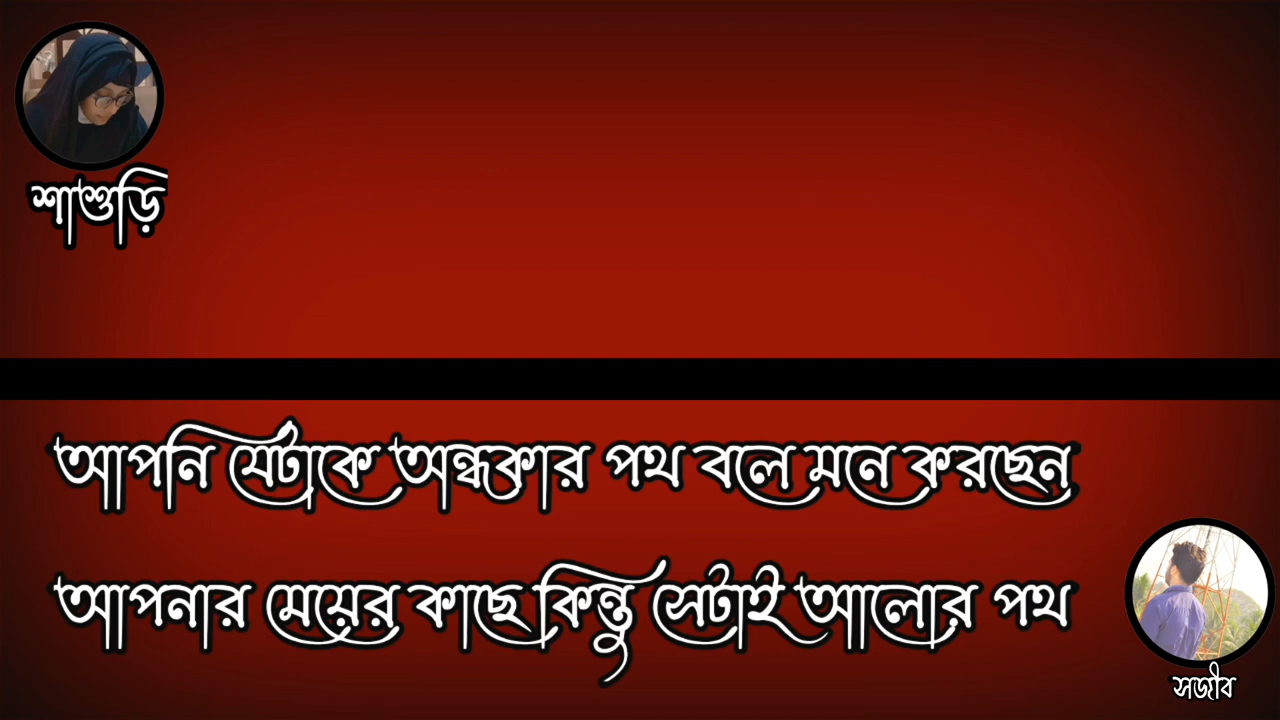 শাশুড়ি
আপনি যেটাকে অন্ধকার পথ বলে মনে করছেন
আপনার মেয়ের কাছে কিন্তু সেটাই আলোর পথ
সজীব